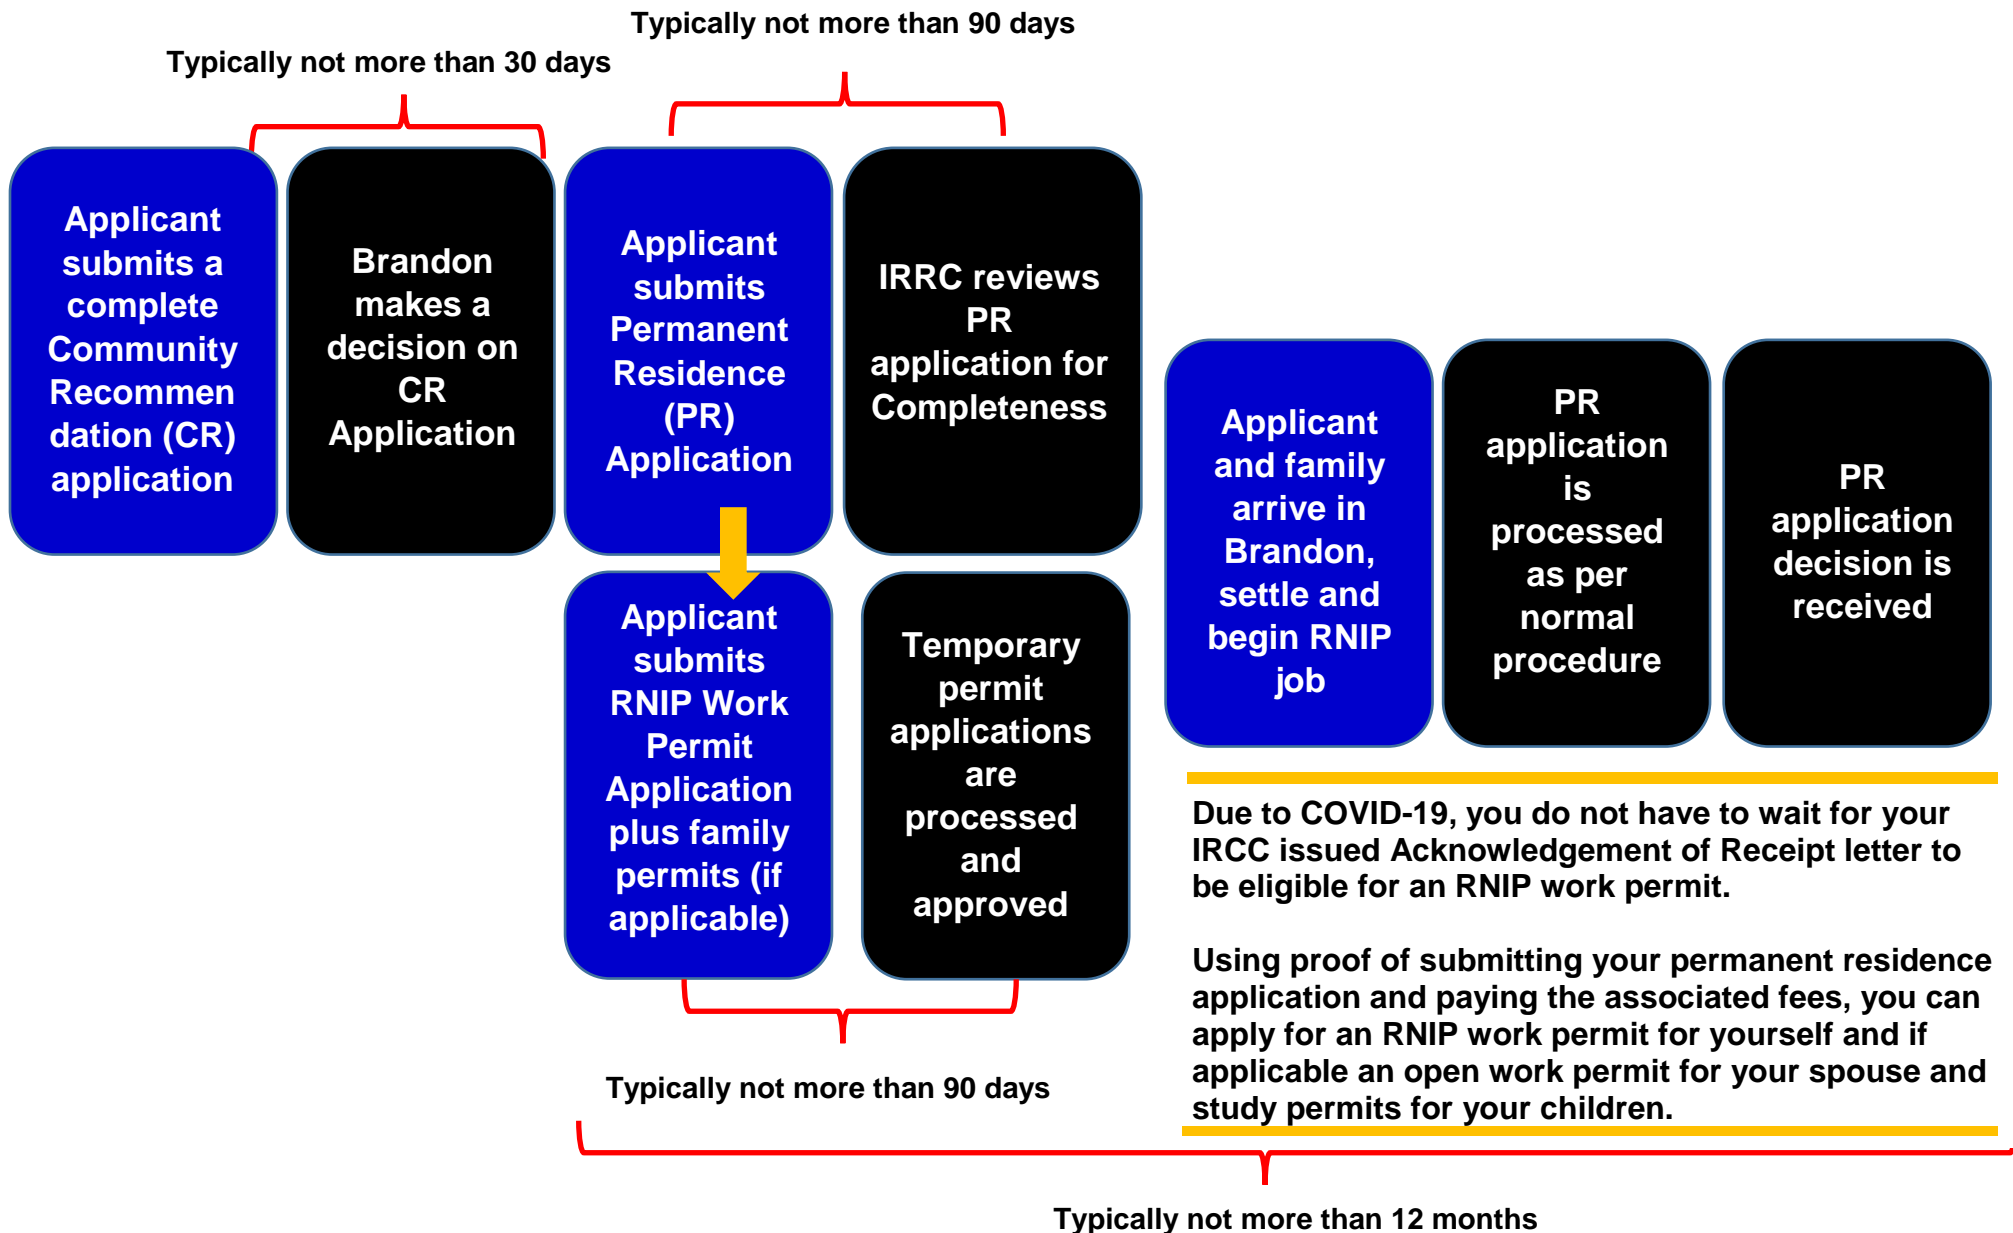 Typically not more than 90 days
Typically not more than 30 days
Applicant
submits a
complete
Community
Recommen
dation (CR)
application
Brandon
makes a
decision on
CR
Application
Applicant
submits
Permanent
Residence
(PR)
Application
IRRC reviews
PR
application for
Completeness
Applicant
submits
RNIP Work
Permit
Application
plus family
permits (if
applicable)
Temporary
permit
applications
are
processed
and
approved
Typically not more than 90 days
Applicant
and family
arrive in
Brandon,
settle and
begin RNIP
job
PR
application
is
processed
as per
normal
procedure
PR
application
decision is
received
Due to COVID-19, you do not have to wait for your
IRCC issued Acknowledgement of Receipt letter to
be eligible for an RNIP work permit.
Using proof of submitting your permanent residence
application and paying the associated fees, you can
apply for an RNIP work permit for yourself and if
applicable an open work permit for your spouse and
study permits for your children.
Typically not more than 12 months